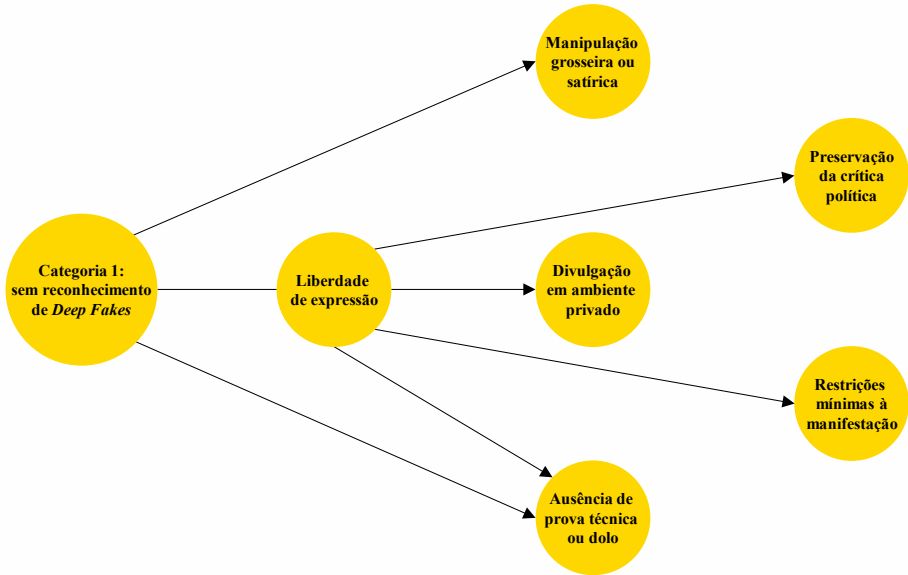 Manipulação
grosseira ou
satírica
Preservação
da crítica
política
Categoria 1:
sem reconhecimento
de Deep Fakes
Liberdade
de expressão
Divulgação
em ambiente
privado
Restrições
mínimas à
manifestação
Ausência de
prova técnica
ou dolo